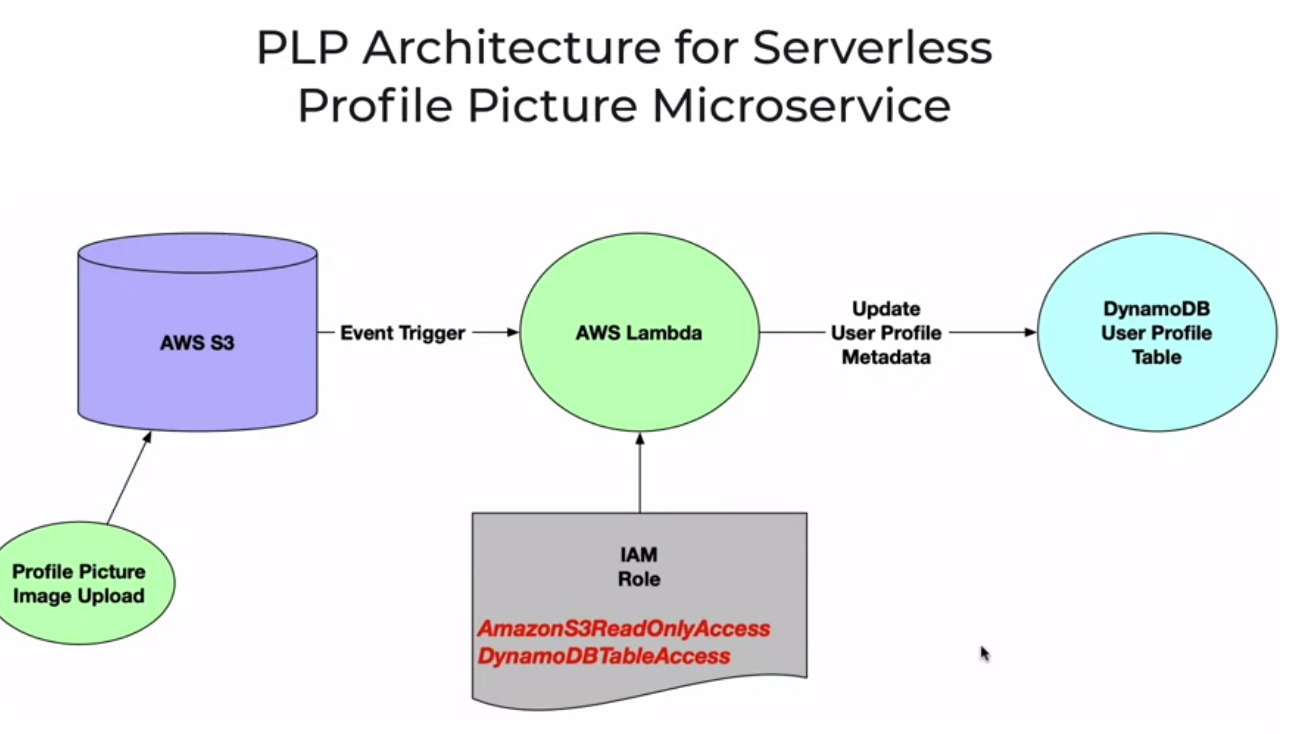 PLP Architecture for Serverless
Profile Picture Microservice
AWS S3
Event Trigger
AWS Lambda
Update
User Profile
Metadata
DynamoDB
User Profile
Table
Profile Picture
Image Upload
IAM
Role
AmazonS3ReadOnlyAccess
DynamoDBTableAccess